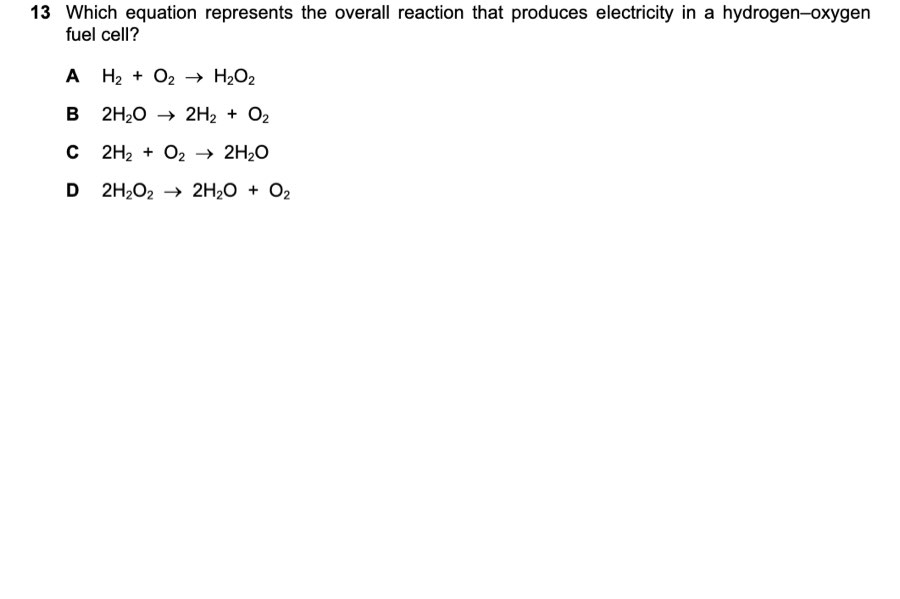 13 Which equation represents the overall reaction that produces electricity in a hydrogen–oxygen
fuel cell?
A H₂ + O₂ → H₂O₂
B 2H₂O → 2H₂ + O₂
C 2H₂ + O₂ → 2H₂O
D 2H₂O₂ → 2H₂O + O₂